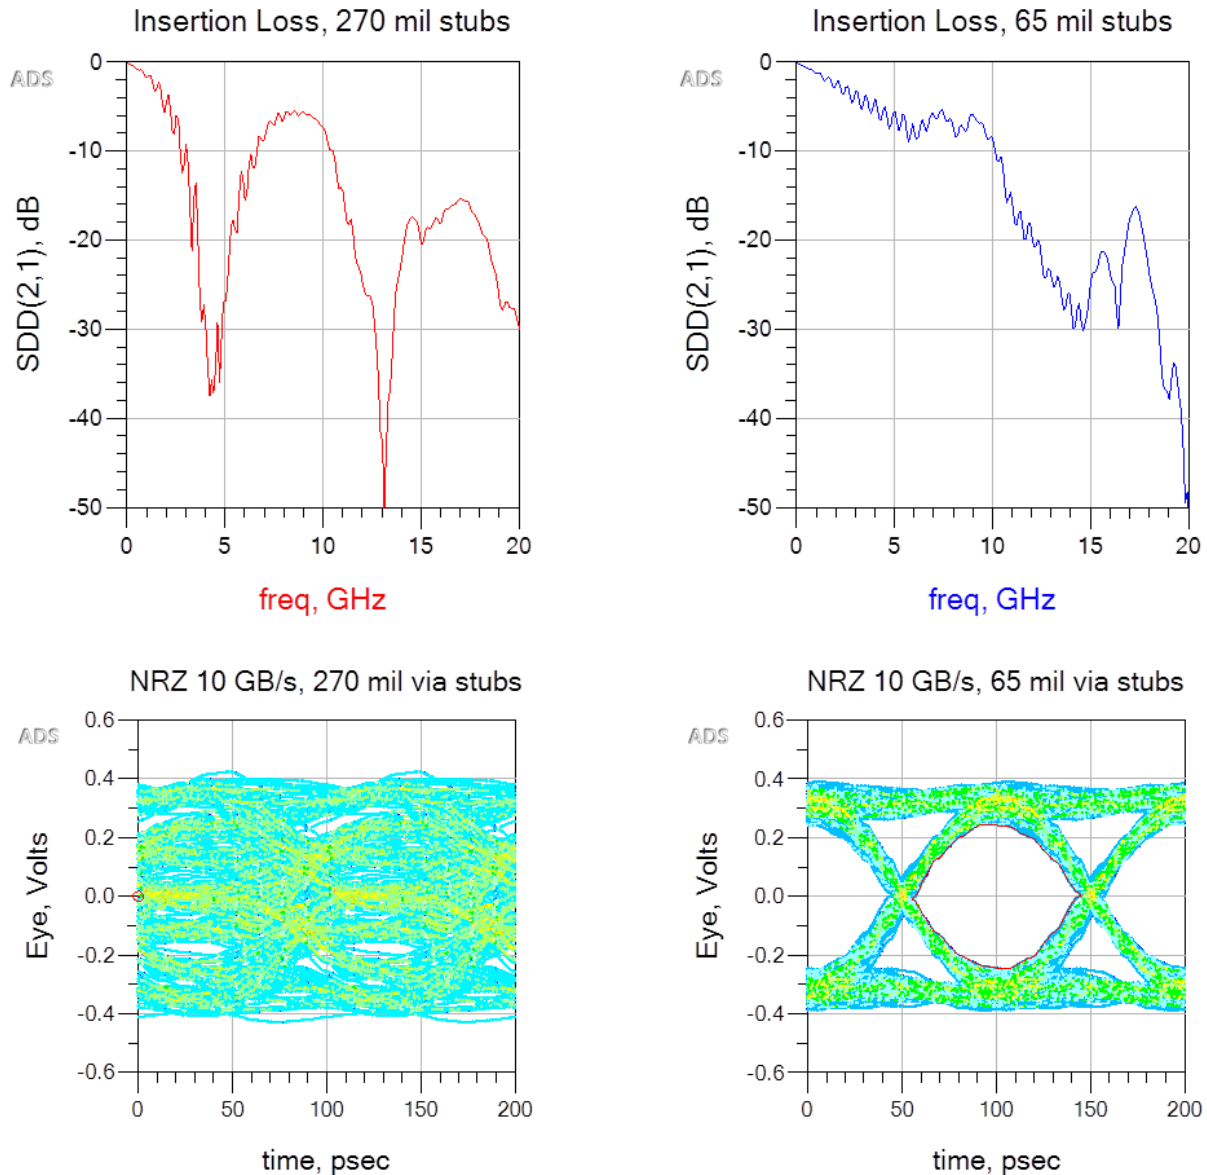 Insertion Loss, 270 mil stubs
ADS
0
-10
-20
-30
-40
-50
SDD(2,1), dB
0 5 10 15 20
freq, GHz
Insertion Loss, 65 mil stubs
ADS
0
-10
-20
-30
-40
-50
SDD(2,1), dB
0 5 10 15 20
freq, GHz
NRZ 10 GB/s, 270 mil via stubs
ADS
0.6
0.4
0.2
0.0
-0.2
-0.4
-0.6
Eye, Volts
0 50 100 150 200
time, psec
NRZ 10 GB/s, 65 mil via stubs
ADS
0.6
0.4
0.2
0.0
-0.2
-0.4
-0.6
Eye, Volts
0 50 100 150 200
time, psec